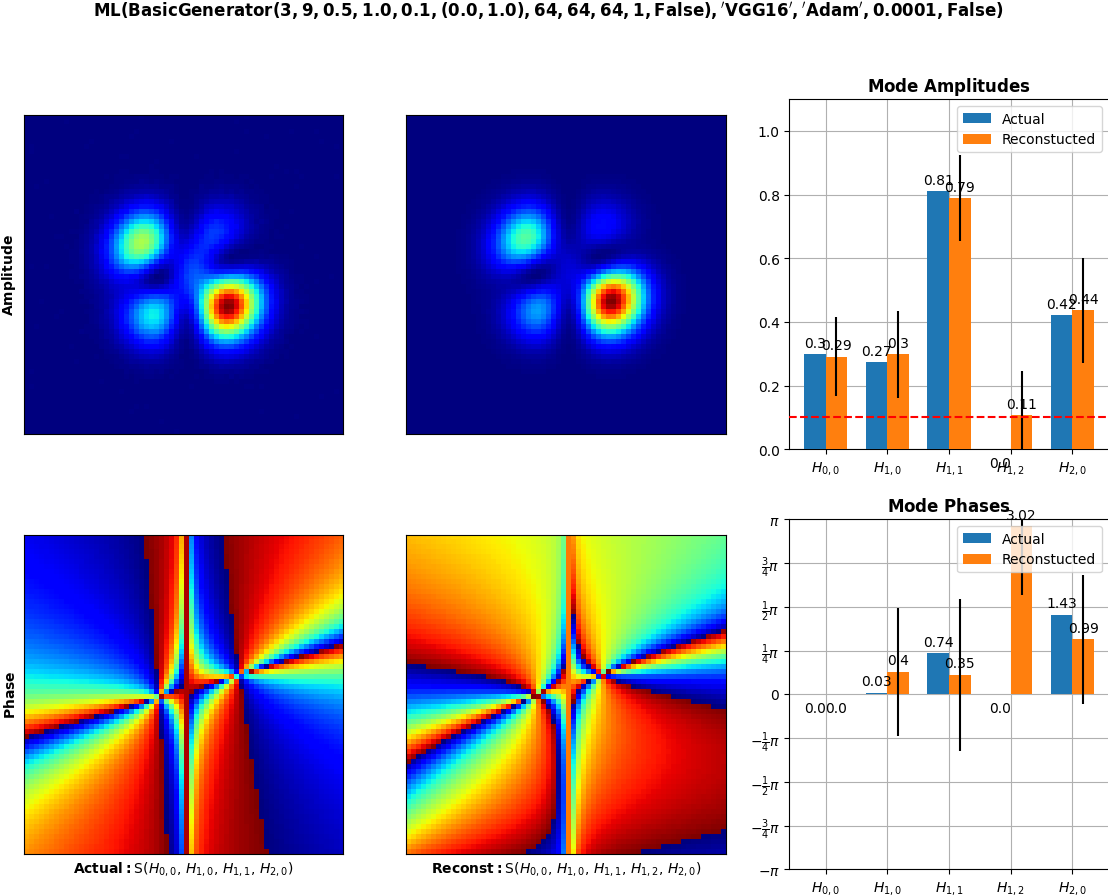 ML(BasicGenerator(3, 9, 0.5, 1.0, 0.1, (0.0, 1.0), 64, 64, 64, 1, False), ′VGG16′, ′Adam′, 0.0001, False)
Amplitude
Mode Amplitudes
Actual
Reconstucted
1.0
0.8
0.6
0.4
0.2
0.0
0.3
0.29
0.27
0.3
0.81
0.79
0.0
0.11
0.42
0.44
H0,0
H1,0
H1,1
H1,2
H2,0
Phase
Actual: S(H0,0, H1,0, H1,1, H2,0)
Reconst: S(H0,0, H1,0, H1,1, H1,2, H2,0)
Mode Phases
Actual
Reconstucted
π
3/4π
1/2π
1/4π
0
−1/4π
−1/2π
−3/4π
−π
0.0
0.0
0.03
0.4
0.74
0.35
0.0
3.02
1.43
0.99
H0,0
H1,0
H1,1
H1,2
H2,0